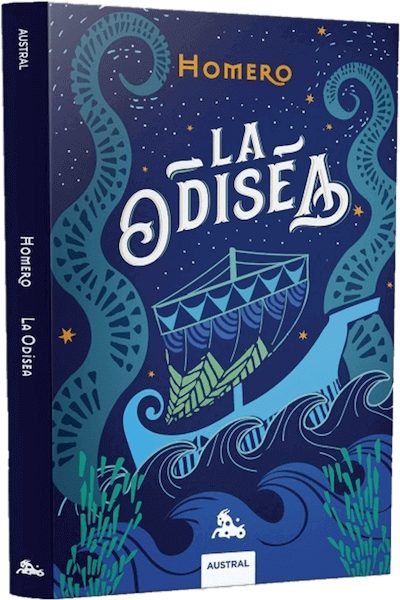 AUSTRAL
Homero
La Odisea
HOMERO
LA
ODISEA
AUSTRAL